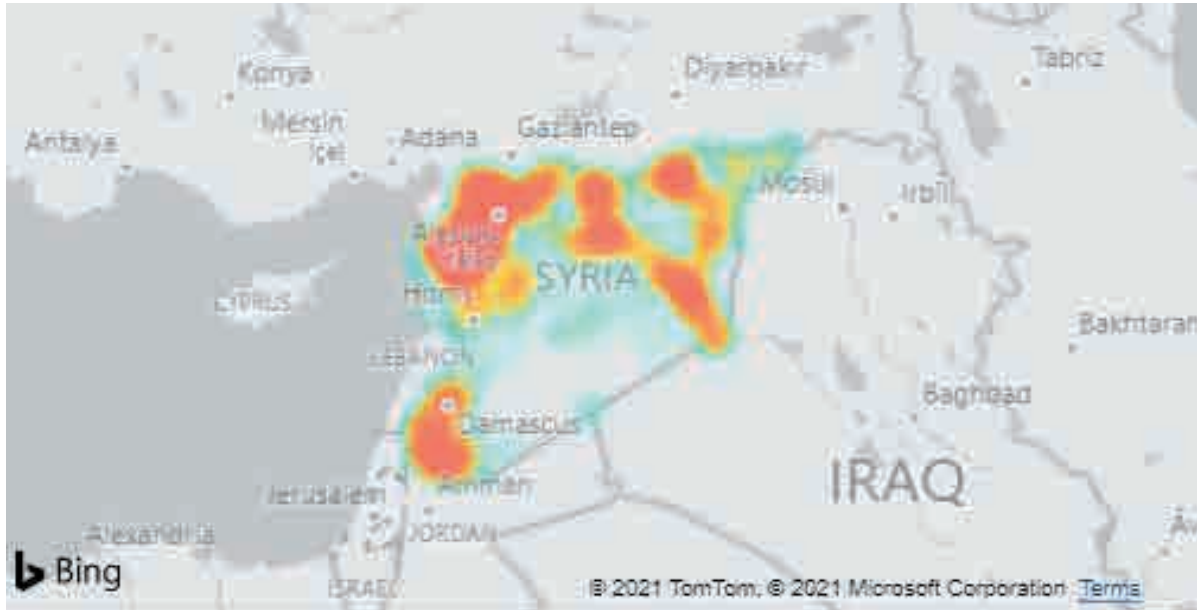 Konya
Diyarbakir
Tabriz
Mersin
İçel
Adana
Gaziantep
Antalya
Mosul
Irbil
SYRIA
CYPRUS
LEBANON
Bakhtaran
Baghdad
Damascus
IRAQ
Jerusalem
Amman
Alexandria
JORDAN
Bing
ISRAEL
© 2021 TomTom, © 2021 Microsoft Corporation Terms